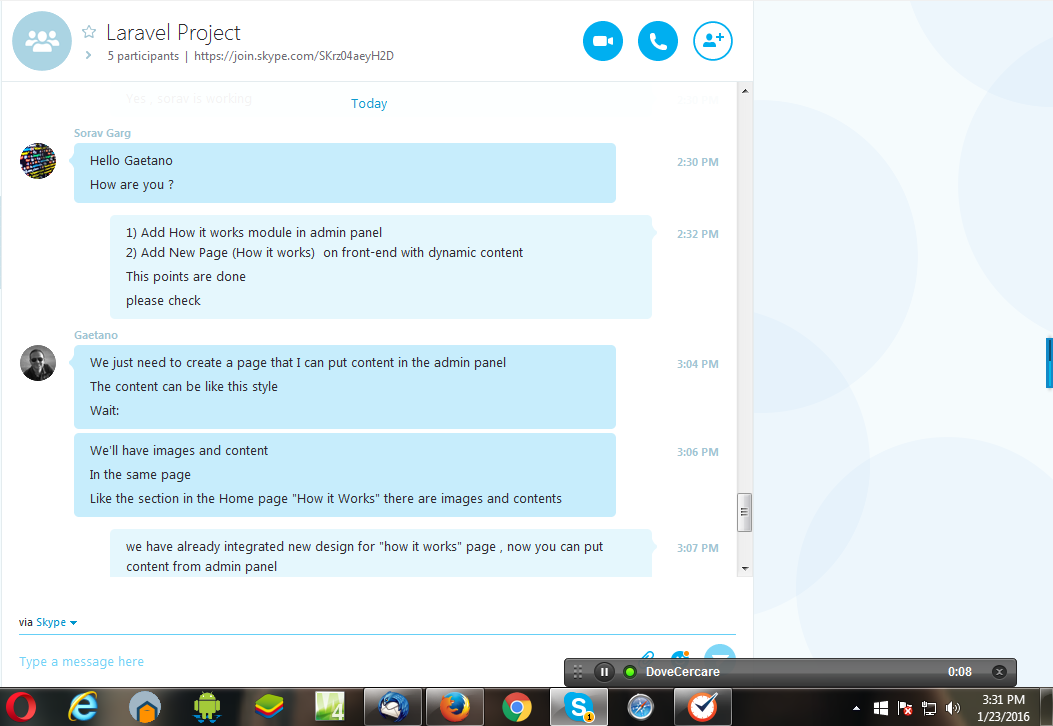 Laravel Project
5 participants | https://join.skype.com/SKrz04aeyH2D
Yes , sorav is working
Today
Sorav Garg
Hello Gaetano
2:30 PM
How are you ?
1) Add How it works module in admin panel
2:32 PM
2) Add New Page (How it works)  on front-end with dynamic content
This points are done
please check
Gaetano
We just need to create a page that I can put content in the admin panel
3:04 PM
The content can be like this style
Wait:
We'll have images and content
3:06 PM
In the same page
Like the section in the Home page "How it Works" there are images and contents
we have already integrated new design for "how it works" page , now you can put
3:07 PM
content from admin panel
via Skype
Type a message here
DoveCercare
0:08
4
S
1
3:31 PM
1/23/2016